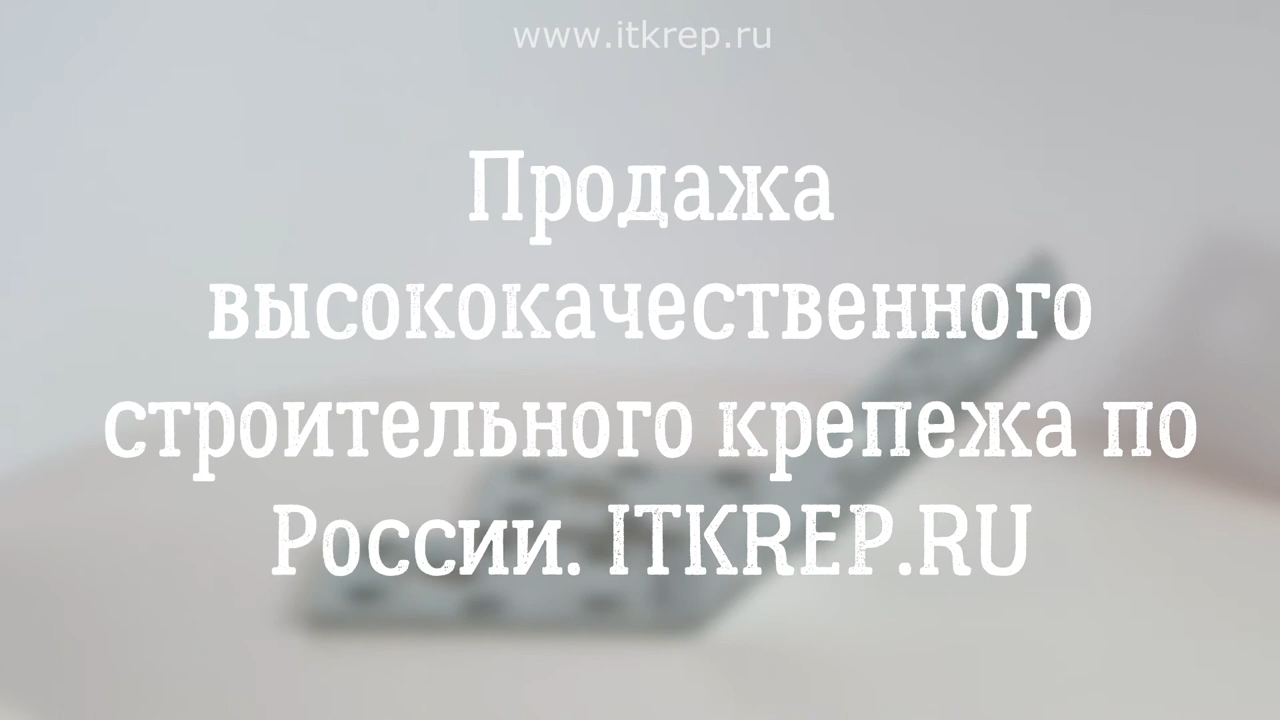 www.itkrep.ru
Продажа
высококачественного
строительного крепежа по
России. ITKREP.RU